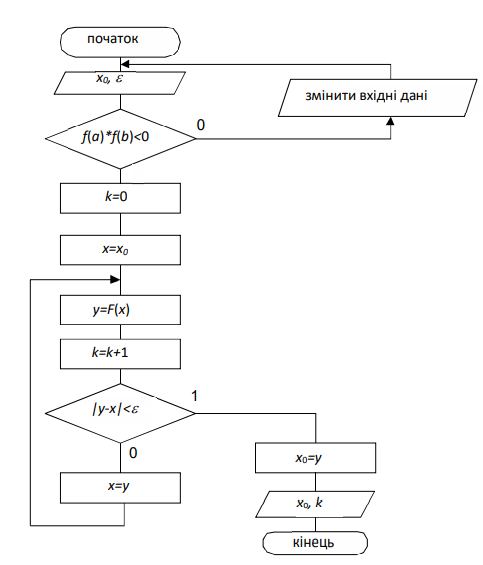 початок
x₀, ε
змінити вхідні дані
f(a)*f(b)<0
0
k=0
x=x₀
y=F(x)
k=k+1
|y-x|<ε
1
0
x₀=y
x=y
x₀, k
кінець